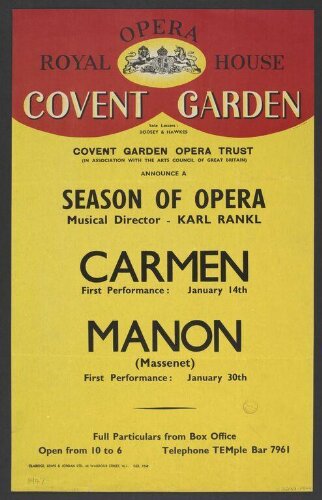 OPERA
ROYAL HOUSE
COVENT GARDEN
Sole Lessees:
BOOSEY & HAWKES
COVENT GARDEN OPERA TRUST
(IN ASSOCIATION WITH THE ARTS COUNCIL OF GREAT BRITAIN)
ANNOUNCE A
SEASON OF OPERA
Musical Director - KARL RANKL
CARMEN
First Performance: January 14th
MANON
(Massenet)
First Performance: January 30th
Full Particulars from Box Office
Open from 10 to 6 Telephone TEMple Bar 7961